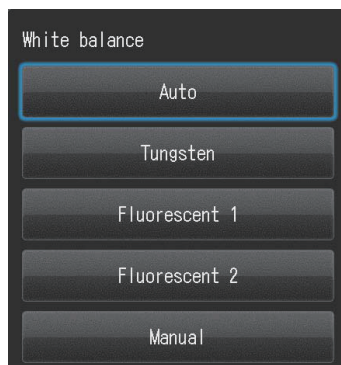 White balance
Auto
Tungsten
Fluorescent 1
Fluorescent 2
Manual